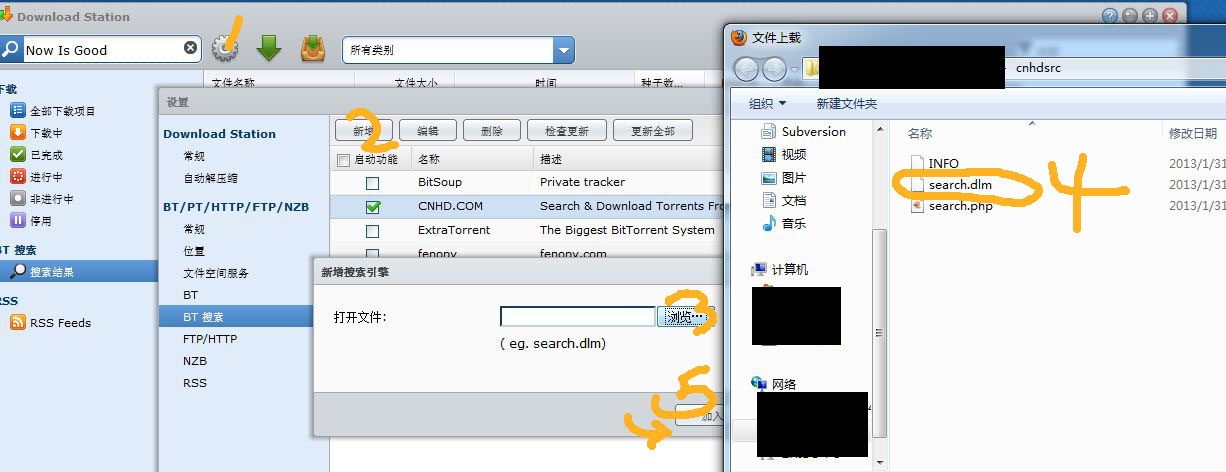 Download Station
Now Is Good
1
所有类别
文件名称
文件大小
时间
种子数...
下载
全部下载项目
下载中
已完成
进行中
非进行中
停用
BT 搜索
搜索结果
RSS
RSS Feeds
设置
Download Station
常规
自动解压缩
BT/PT/HTTP/FTP/NZB
常规
位置
文件空间服务
BT
BT 搜索
FTP/HTTP
NZB
RSS
新增
2
编辑
删除
检查更新
更新全部
启动功能
名称
描述
BitSoup
Private tracker
CNHD.COM
Search & Download Torrents Fro
ExtraTorrent
The Biggest BitTorrent System
fenopy
fenopy.com
新增搜索引擎
打开文件:
浏览...
3
( eg. search.dlm)
5
加入
文件上载
cnhdsrc
组织
新建文件夹
Subversion
视频
图片
文档
音乐
计算机
网络
名称
修改日期
INFO
2013/1/31
search.dlm
2013/1/31
search.php
2013/1/31
4